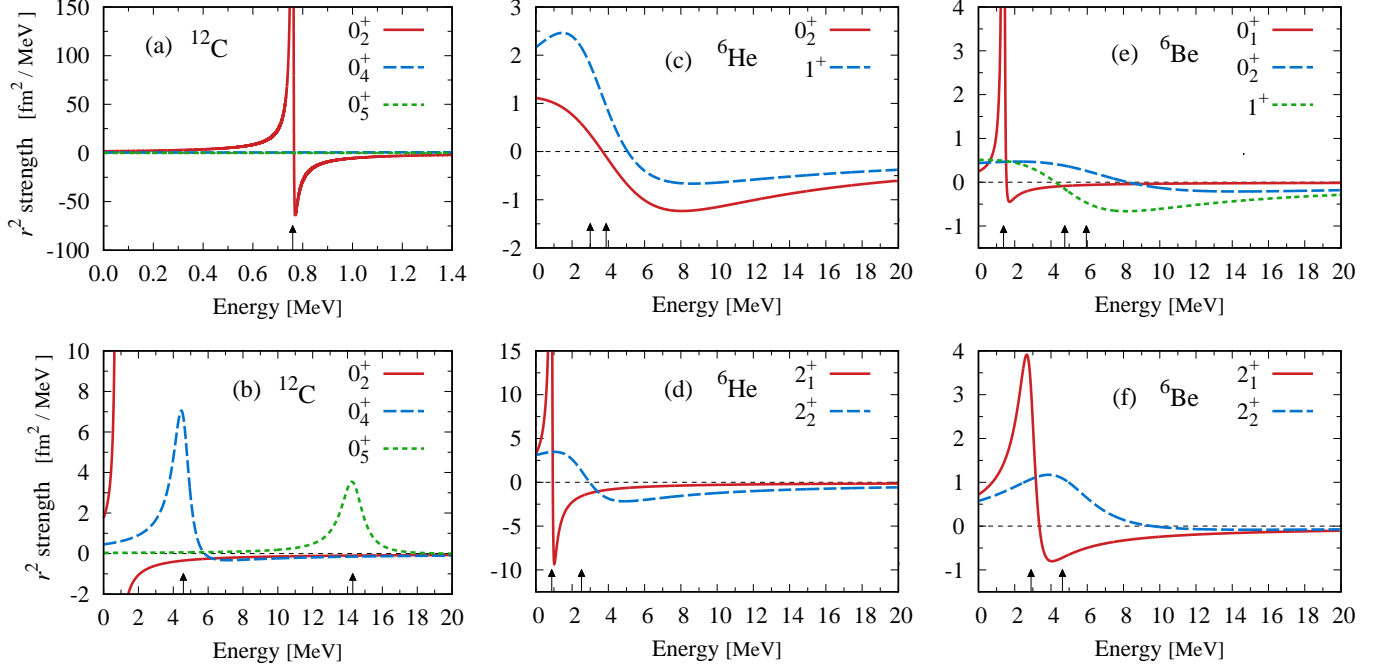 (a) ¹²C
0₂⁺
0₄⁺
0₅⁺
r² strength [fm² / MeV]
150
100
50
25
0
-50
-100
0.0 0.2 0.4 0.6 0.8 1.0 1.2 1.4
Energy [MeV]
(c) ⁶He
0₂⁺
1⁺
3
2
1
0
-1
-2
0 2 4 6 8 10 12 14 16 18 20
Energy [MeV]
(e) ⁶Be
0₁⁺
0₂⁺
1⁺
4
3
2
1
0
-1
0 2 4 6 8 10 12 14 16 18 20
Energy [MeV]
(b) ¹²C
0₂⁺
0₄⁺
0₅⁺
r² strength [fm² / MeV]
10
8
6
4
2
0
-2
0 2 4 6 8 10 12 14 16 18 20
Energy [MeV]
(d) ⁶He
2₁⁺
2₂⁺
15
10
5
0
-5
-10
0 2 4 6 8 10 12 14 16 18 20
Energy [MeV]
(f) ⁶Be
2₁⁺
2₂⁺
4
3
2
1
0
-1
0 2 4 6 8 10 12 14 16 18 20
Energy [MeV]